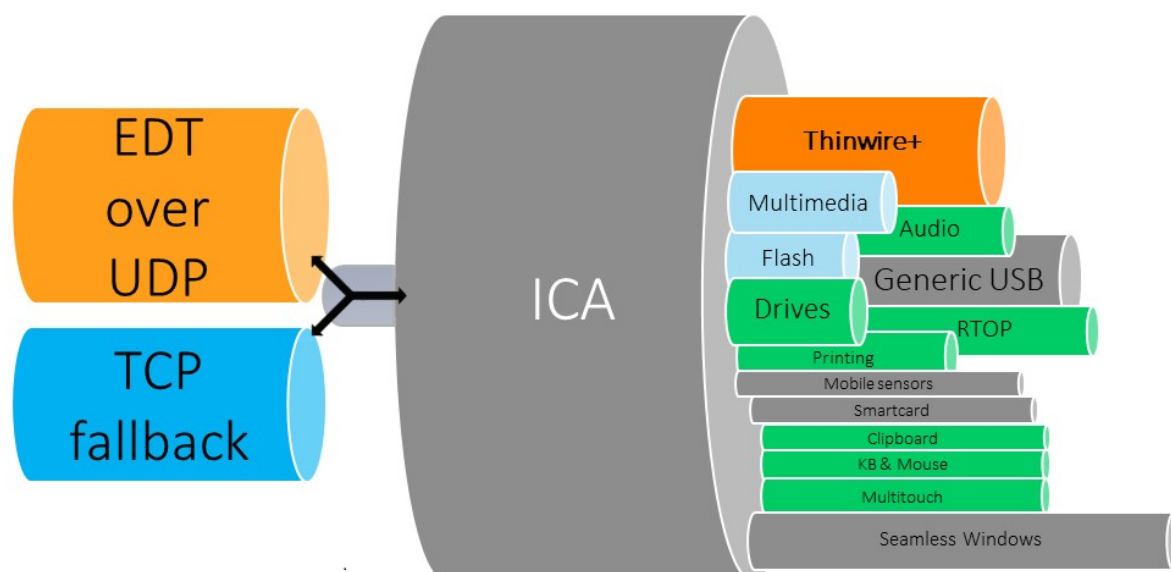 EDT
over
UDP
TCP
fallback
ICA
Thinwire+
Multimedia
Audio
Flash
Generic USB
Drives
RTOP
Printing
Mobile sensors
Smartcard
Clipboard
KB & Mouse
Multitouch
Seamless Windows